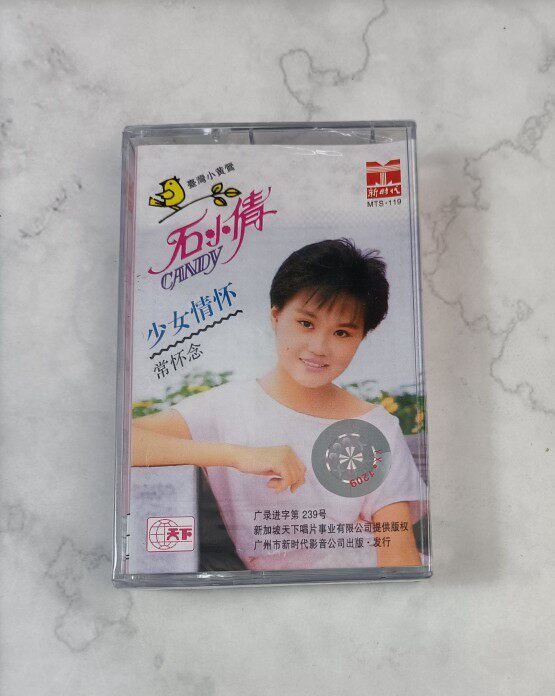 臺灣小黄鶯
石小倩
CANDY
少女情怀
常怀念
新时代
MTS-119
广录进字第 239号
新加坡天下唱片事业有限公司提供版权
广州市新时代影音公司出版·发行
天下